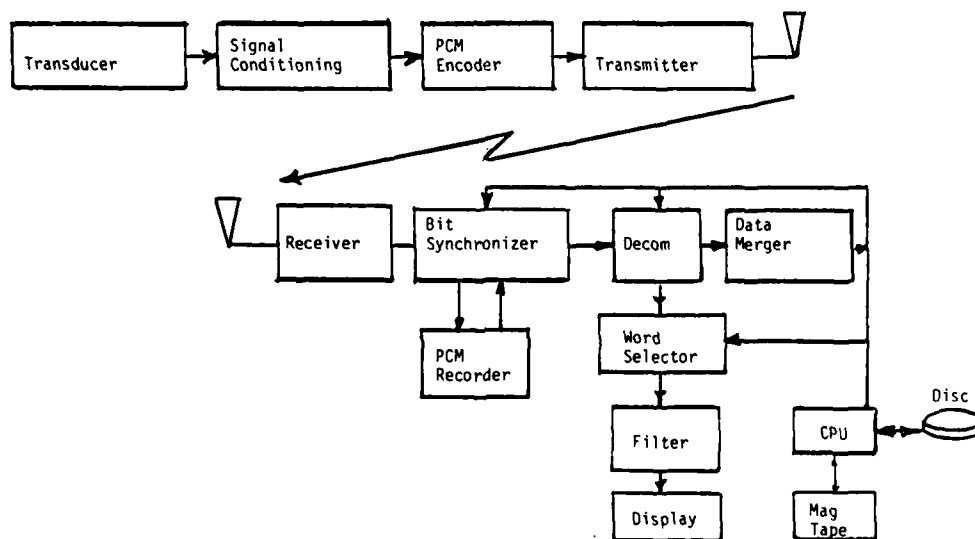 Transducer
Signal
Conditioning
PCM
Encoder
Transmitter
Receiver
Bit
Synchronizer
Decom
Data
Merger
PCM
Recorder
Word
Selector
Disc
Filter
CPU
Display
Mag
Tape